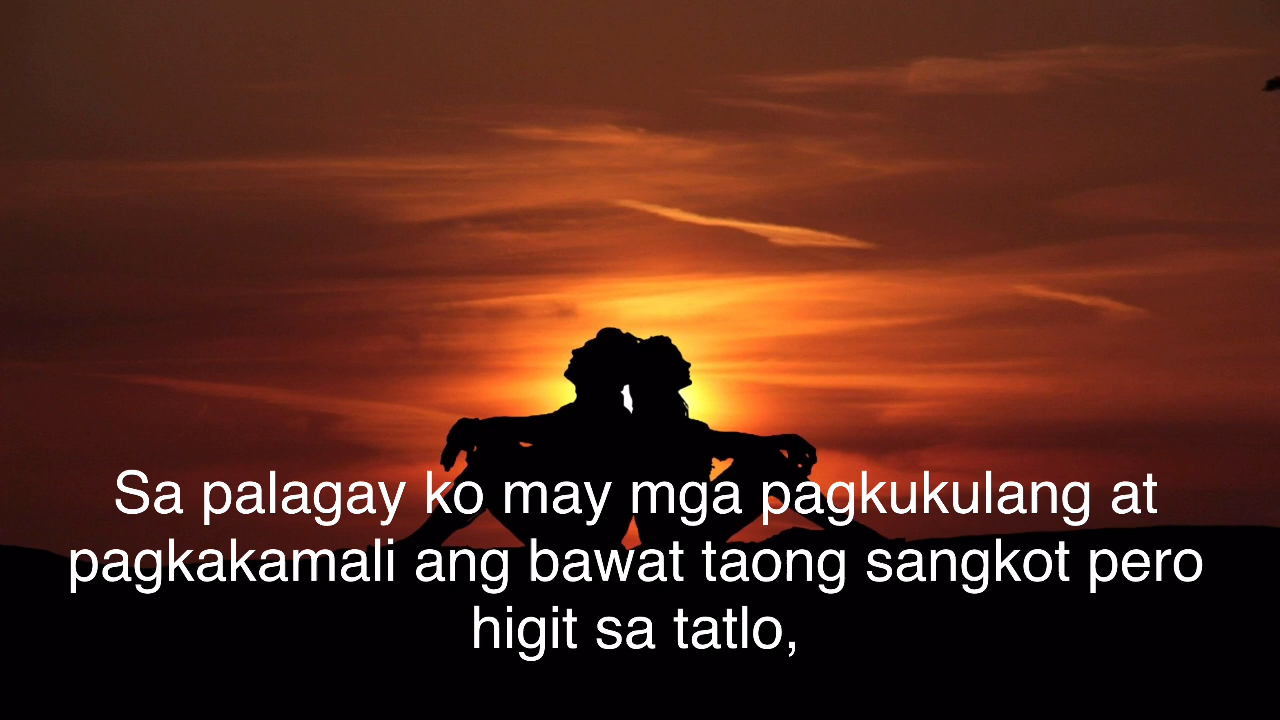 Sa palagay ko may mga pagkukulang at
pagkakamali ang bawat taong sangkot pero
higit sa tatlo,